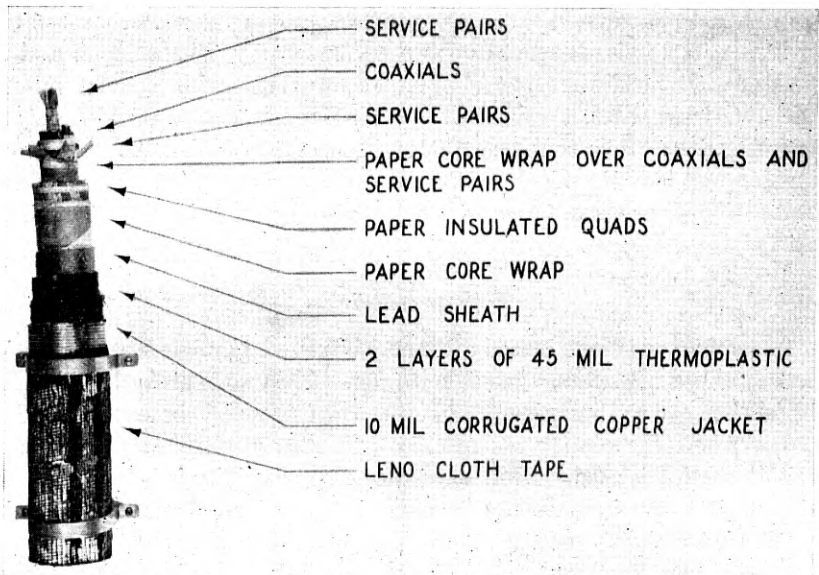 SERVICE PAIRS
COAXIALS
SERVICE PAIRS
PAPER CORE WRAP OVER COAXIALS AND
SERVICE PAIRS
PAPER INSULATED QUADS
PAPER CORE WRAP
LEAD SHEATH
2 LAYERS OF 45 MIL THERMOPLASTIC
10 MIL CORRUGATED COPPER JACKET
LENO CLOTH TAPE